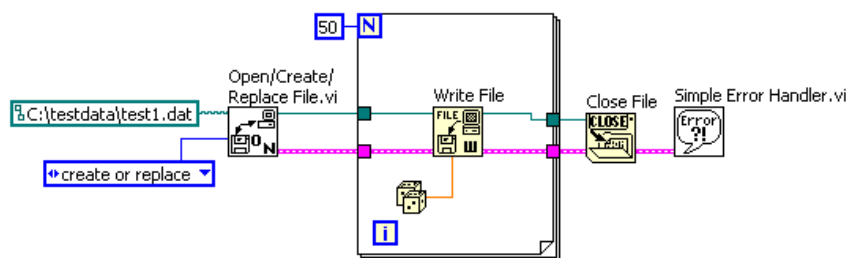 50
N
Open/Create/
Replace File.vi
Write File
Close File
Simple Error Handler.vi
C:\testdata\test1.dat
O
N
FILE
W
CLOSE
Error
?!
create or replace
i